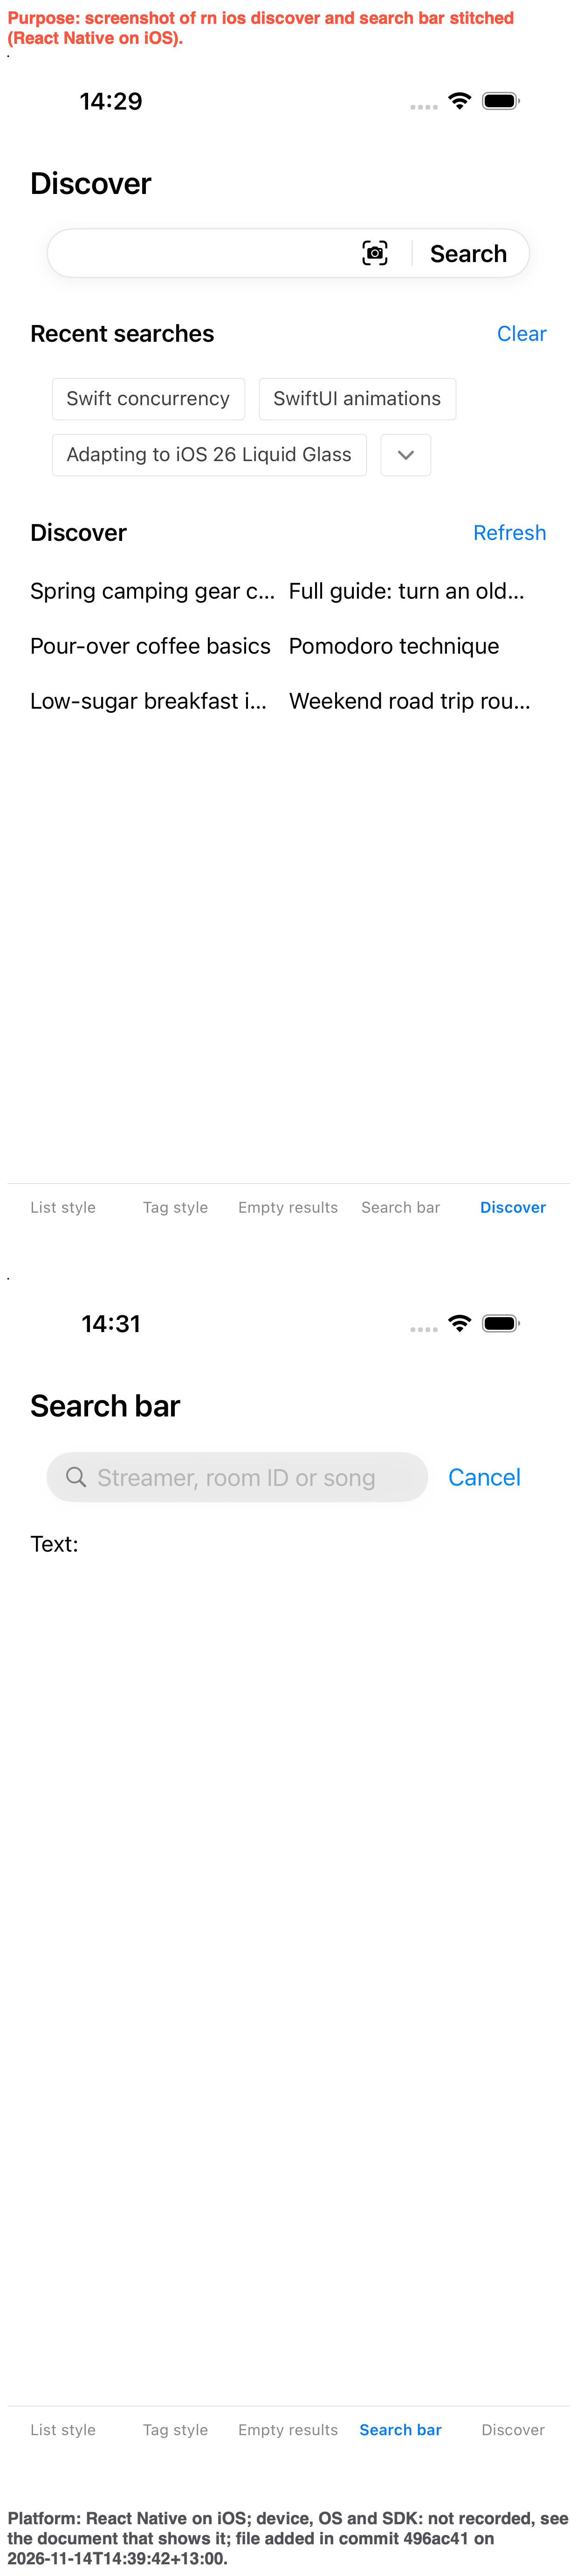 Purpose: screenshot of rn ios discover and search bar stitched
(React Native on iOS).
.
14:29
Discover
Search
Recent searches Clear
Swift concurrency SwiftUI animations
Adapting to iOS 26 Liquid Glass
Discover Refresh
Spring camping gear c... Full guide: turn an old...
Pour-over coffee basics Pomodoro technique
Low-sugar breakfast i... Weekend road trip rou...
List style Tag style Empty results Search bar Discover
.
14:31
Search bar
Streamer, room ID or song Cancel
Text:
List style Tag style Empty results Search bar Discover
Platform: React Native on iOS; device, OS and SDK: not recorded, see
the document that shows it; file added in commit 496ac41 on
2026-11-14T14:39:42+13:00.